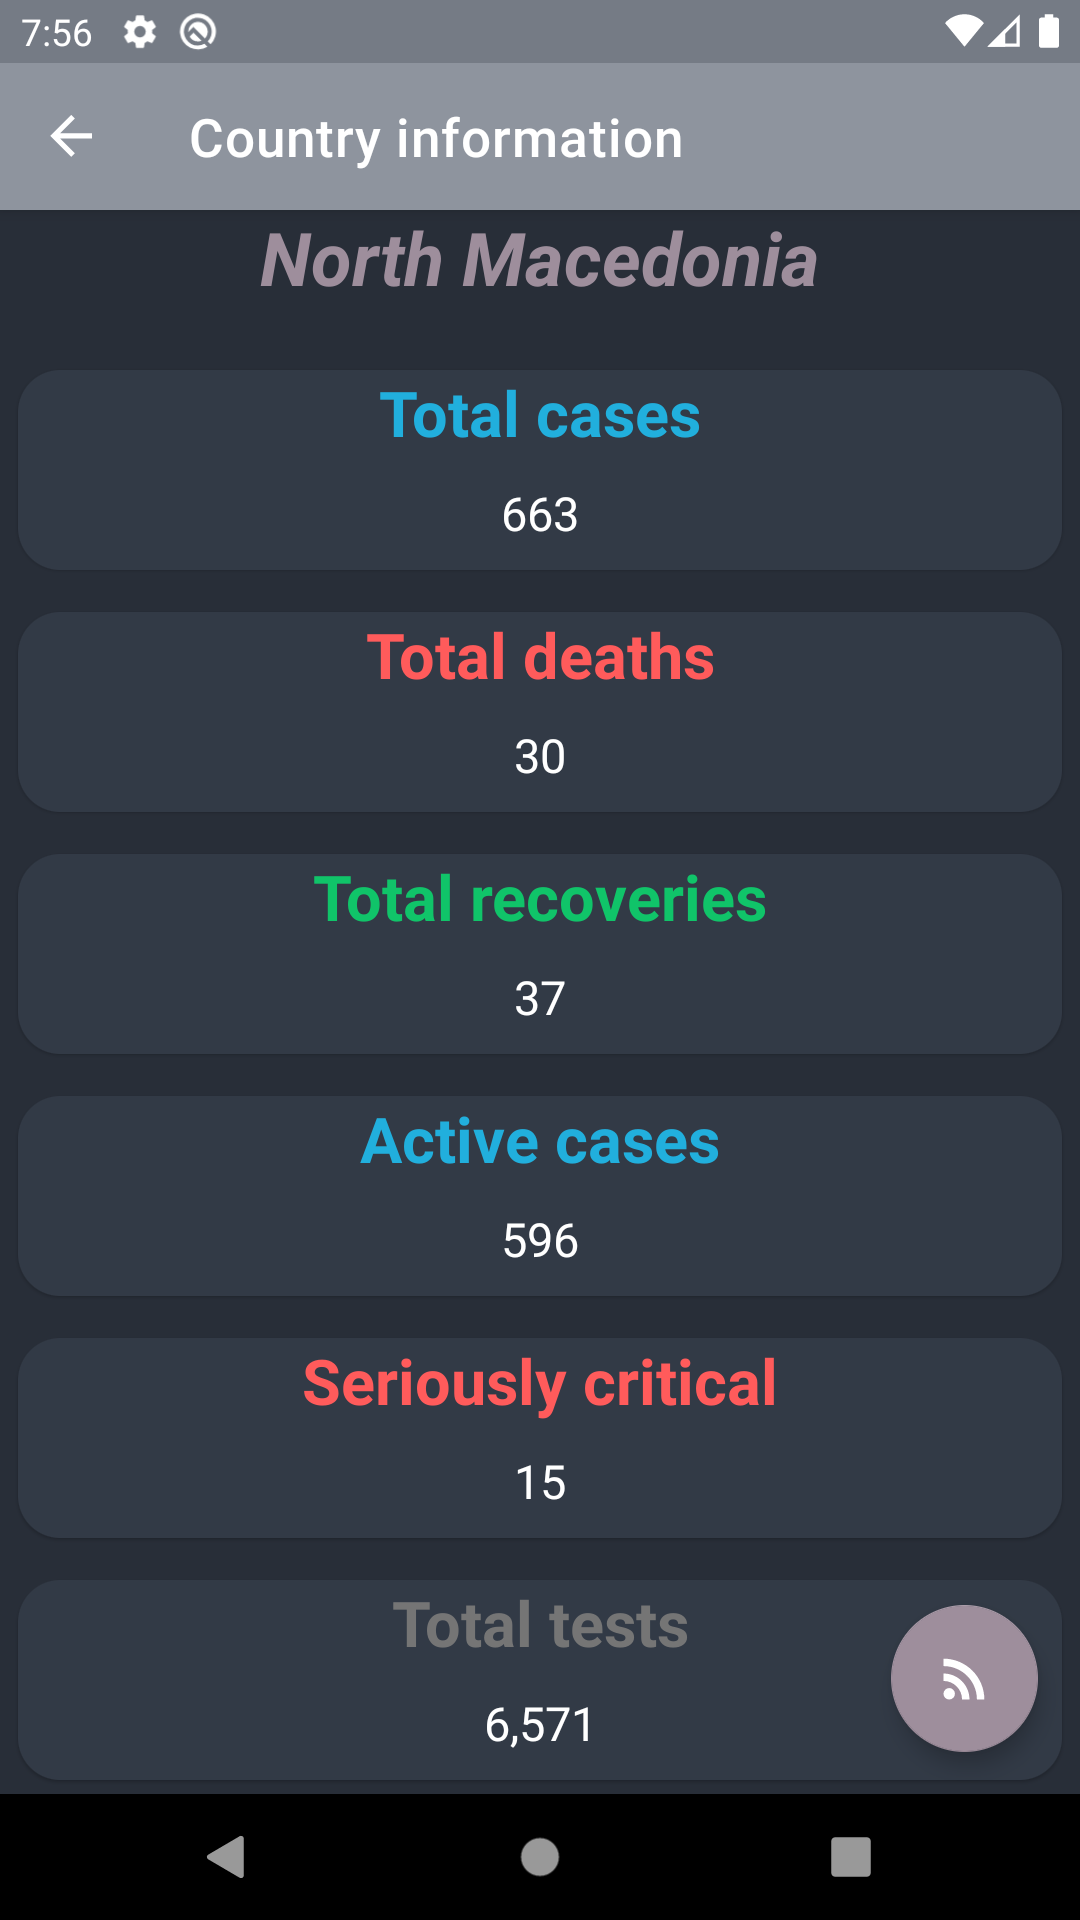 7:56
Country information
North Macedonia
Total cases
663
Total deaths
30
Total recoveries
37
Active cases
596
Seriously critical
15
Total tests
6,571